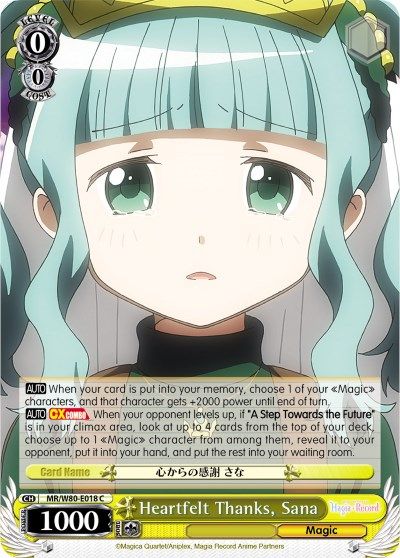 LEVEL
0
0
COST
AUTO When your card is put into your memory, choose 1 of your «Magic»
characters, and that character gets +2000 power until end of turn.
AUTO CX COMBO When your opponent levels up, if "A Step Towards the Future"
is in your climax area, look at up to 4 cards from the top of your deck,
choose up to 1 «Magic» character from among them, reveal it to your
opponent, put it into your hand, and put the rest into your waiting room.
Card Name 心からの感謝 さな
CH MR/W80-E018 C
POWER 1000 SOUL Heartfelt Thanks, Sana Magia Record
Magic
©Magica Quartet/Aniplex, Magia Record Anime Partners